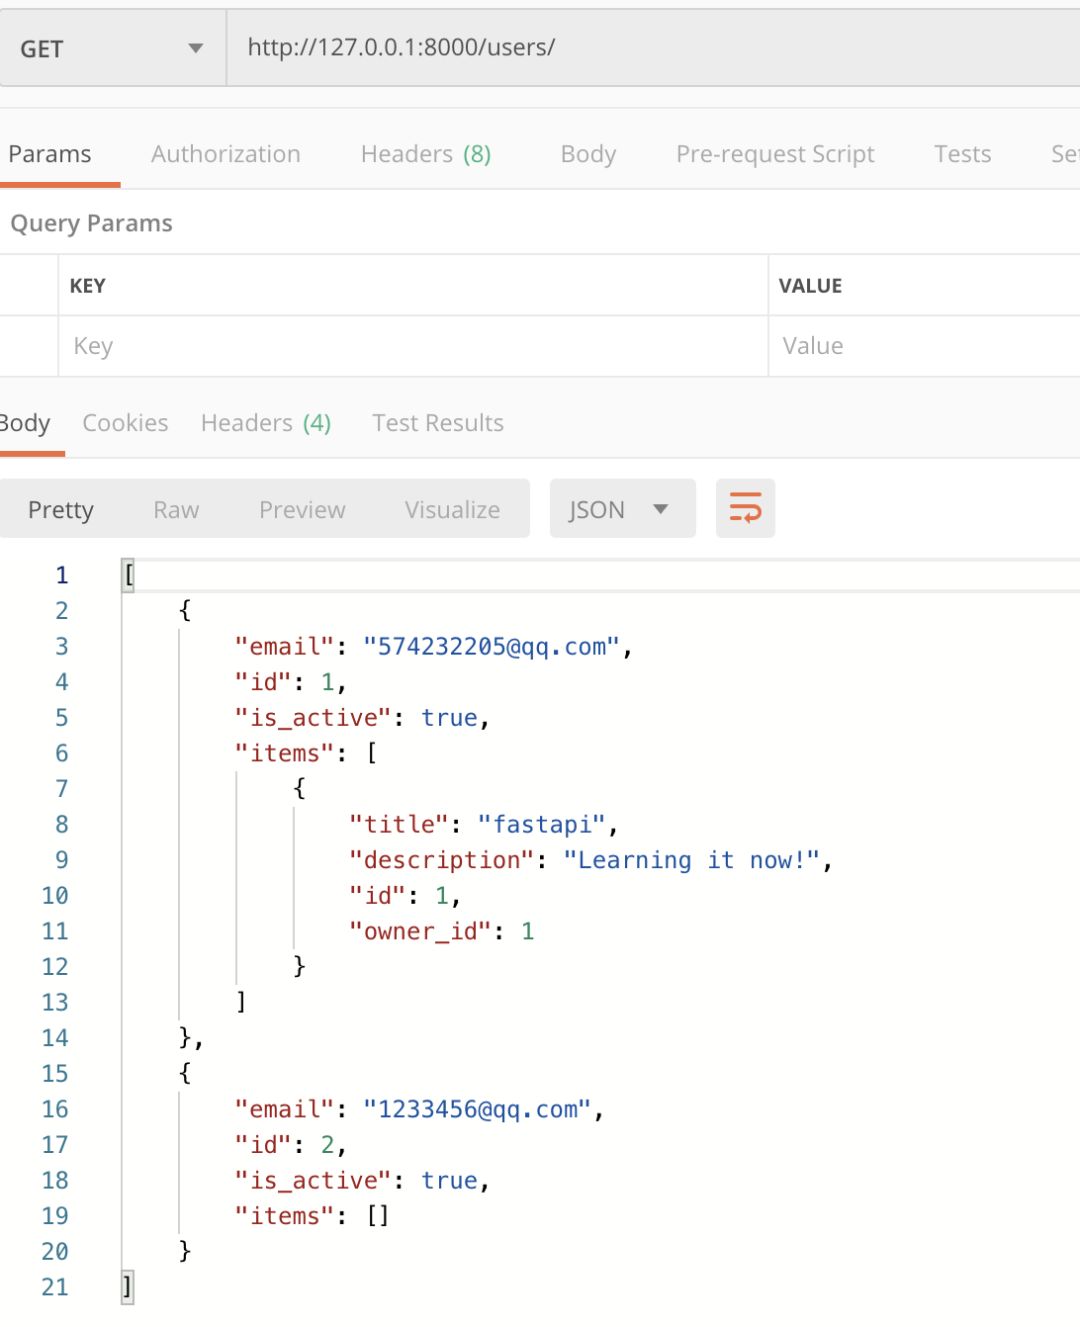 GET http://127.0.0.1:8000/users/
Params Authorization Headers (8) Body Pre-request Script Tests
Query Params
KEY VALUE
Key Value
Body Cookies Headers (4) Test Results
Pretty Raw Preview Visualize JSON
1 [
2 {
3 "email": "574232205@qq.com",
4 "id": 1,
5 "is_active": true,
6 "items": [
7 {
8 "title": "fastapi",
9 "description": "Learning it now!",
10 "id": 1,
11 "owner_id": 1
12 }
13 ]
14 },
15 {
16 "email": "1233456@qq.com",
17 "id": 2,
18 "is_active": true,
19 "items": []
20 }
21 ]